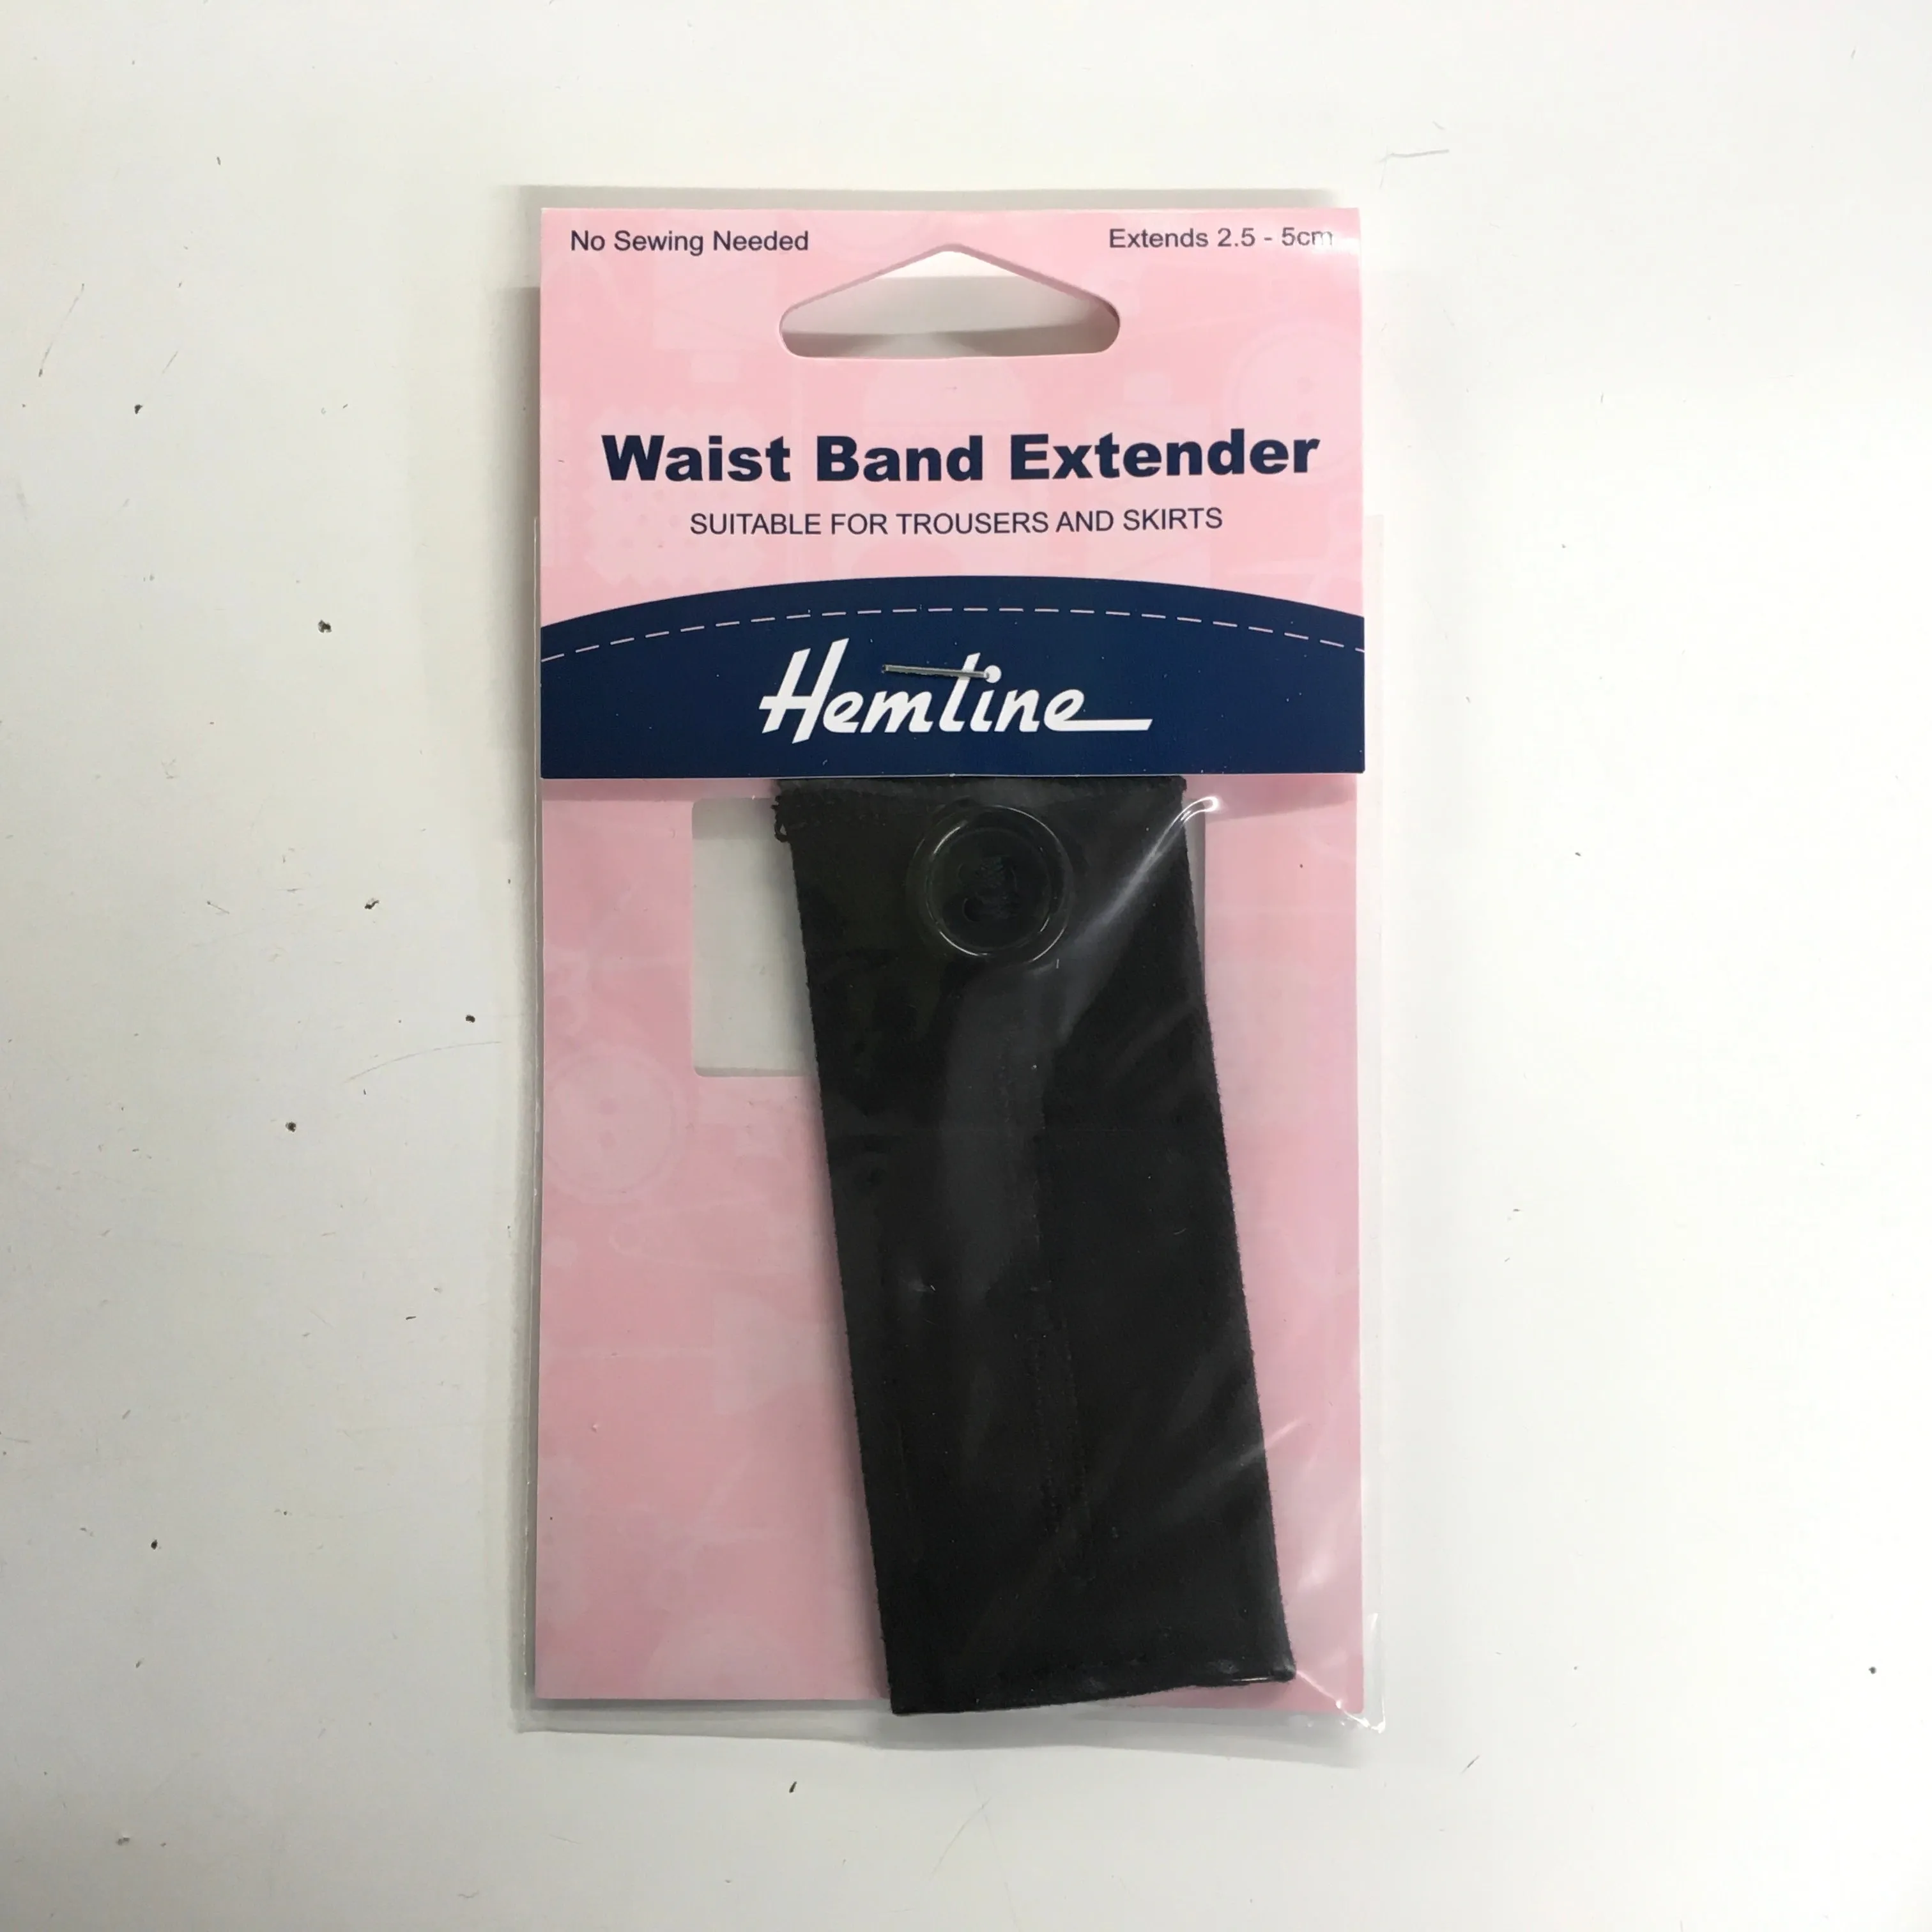 No Sewing Needed
Extends 2.5 - 5cm
Waist Band Extender
SUITABLE FOR TROUSERS AND SKIRTS
Hemline